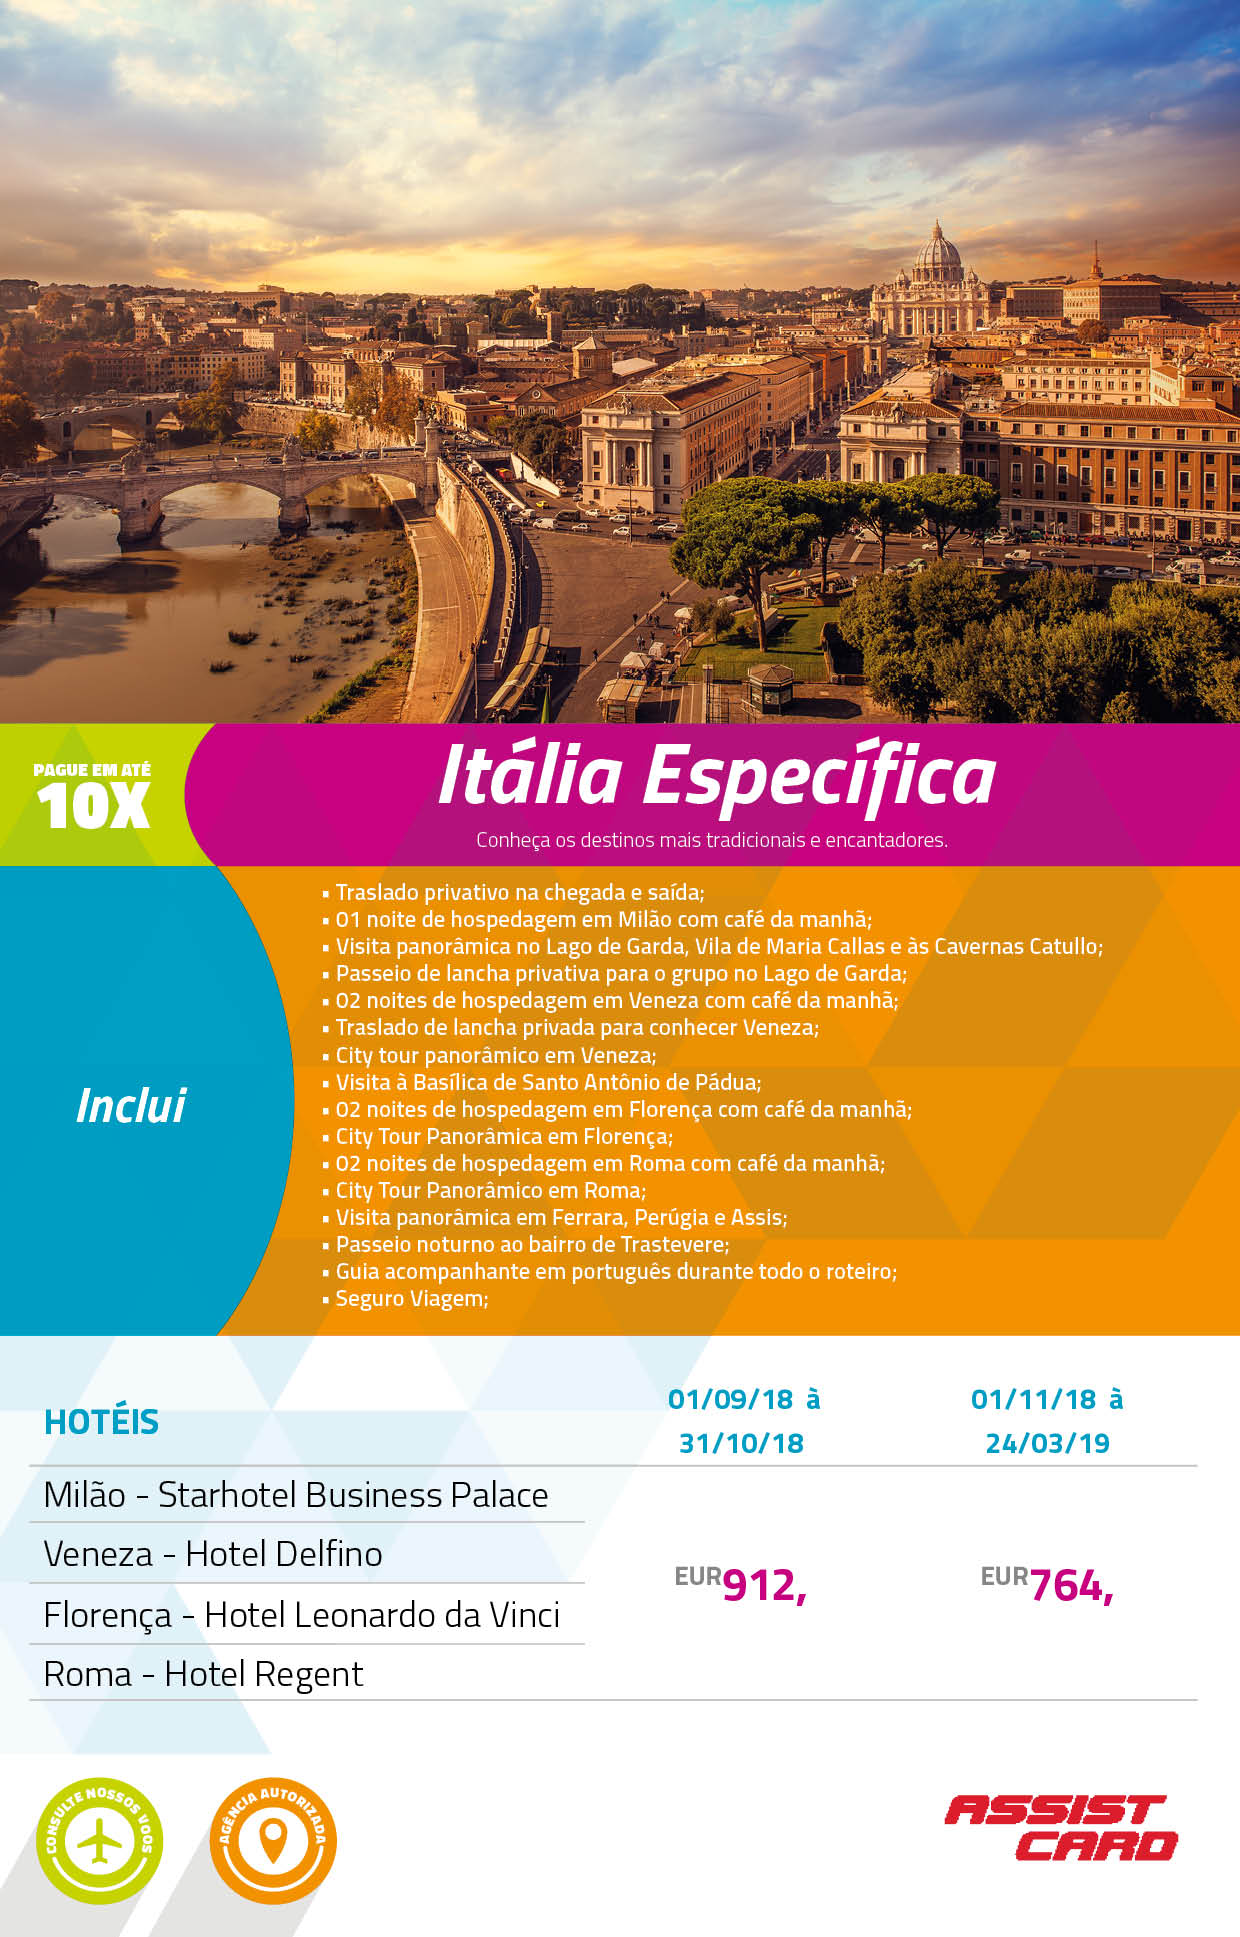 PAGUE EM ATÉ
10X
Itália Específica
Conheça os destinos mais tradicionais e encantadores.
Inclui
• Traslado privativo na chegada e saída;
• 01 noite de hospedagem em Milão com café da manhã;
• Visita panorâmica no Lago de Garda, Vila de Maria Callas e às Cavernas Catullo;
• Passeio de lancha privativa para o grupo no Lago de Garda;
• 02 noites de hospedagem em Veneza com café da manhã;
• Traslado de lancha privada para conhecer Veneza;
• City tour panorâmico em Veneza;
• Visita à Basílica de Santo Antônio de Pádua;
• 02 noites de hospedagem em Florença com café da manhã;
• City Tour Panorâmica em Florença;
• 02 noites de hospedagem em Roma com café da manhã;
• City Tour Panorâmico em Roma;
• Visita panorâmica em Ferrara, Perúgia e Assis;
• Passeio noturno ao bairro de Trastevere;
• Guia acompanhante em português durante todo o roteiro;
• Seguro Viagem;
HOTÉIS
01/09/18 à
31/10/18
01/11/18 à
24/03/19
Milão - Starhotel Business Palace
Veneza - Hotel Delfino
Florença - Hotel Leonardo da Vinci
Roma - Hotel Regent
EUR912,
EUR764,
CONSULTE NOSSOS VOOS
AGÊNCIA AUTORIZADA
ASSIST
CARD